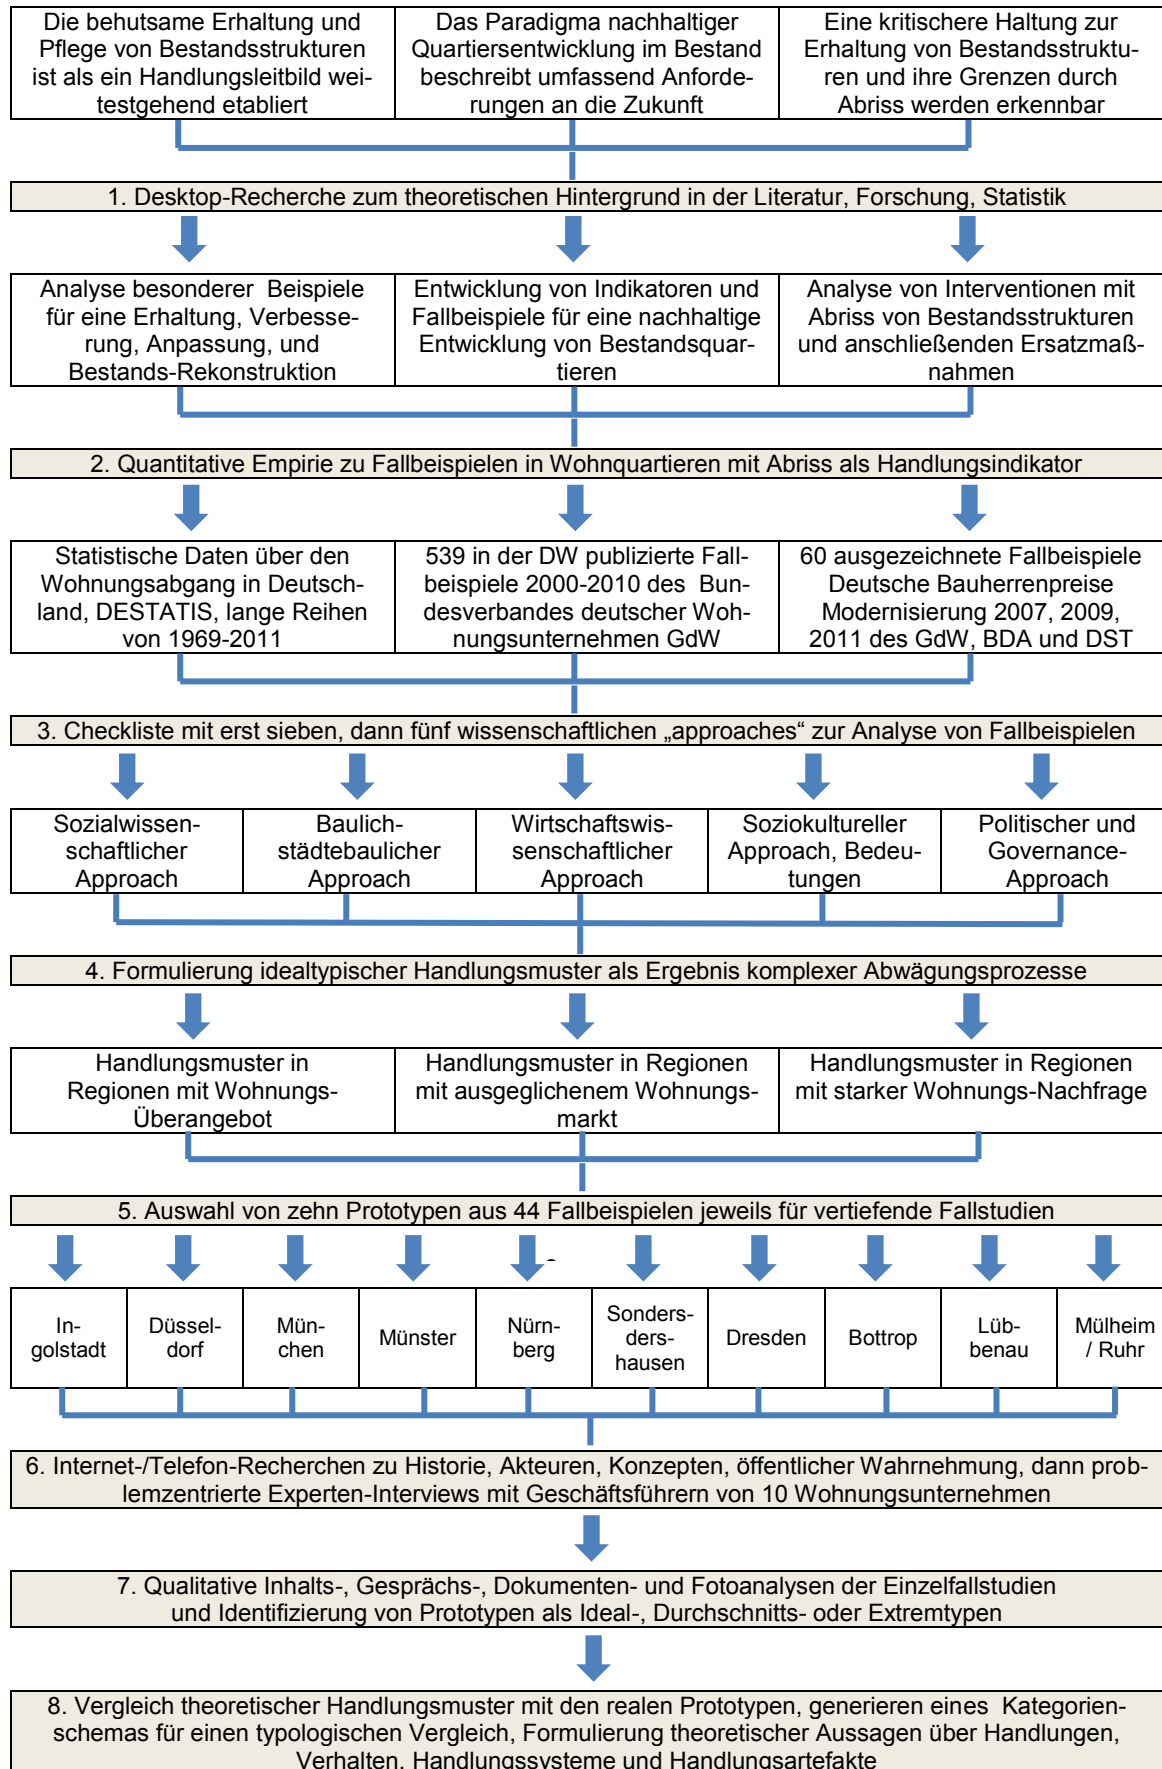 Die behutsame Erhaltung und
Pflege von Bestandsstrukturen
ist als ein Handlungsleitbild wei-
testgehend etabliert
Das Paradigma nachhaltiger
Quartiersentwicklung im Bestand
beschreibt umfassend Anforde-
rungen an die Zukunft
Eine kritischere Haltung zur
Erhaltung von Bestandsstruktu-
ren und ihre Grenzen durch
Abriss werden erkennbar
1. Desktop-Recherche zum theoretischen Hintergrund in der Literatur, Forschung, Statistik
Analyse besonderer Beispiele
für eine Erhaltung, Verbesse-
rung, Anpassung, und
Bestands-Rekonstruktion
Entwicklung von Indikatoren und
Fallbeispiele für eine nachhaltige
Entwicklung von Bestandsquar-
tieren
Analyse von Interventionen mit
Abriss von Bestandsstrukturen
und anschließenden Ersatzmaß-
nahmen
2. Quantitative Empirie zu Fallbeispielen in Wohnquartieren mit Abriss als Handlungsindikator
Statistische Daten über den
Wohnungsabgang in Deutsch-
land, DESTATIS, lange Reihen
von 1969-2011
539 in der DW publizierte Fall-
beispiele 2000-2010 des Bun-
desverbandes deutscher Woh-
nungsunternehmen GdW
60 ausgezeichnete Fallbeispiele
Deutsche Bauherrenpreise
Modernisierung 2007, 2009,
2011 des GdW, BDA und DST
3. Checkliste mit erst sieben, dann fünf wissenschaftlichen „approaches“ zur Analyse von Fallbeispielen
Sozialwissen-
schaftlicher
Approach
Baulich-
städtebaulicher
Approach
Wirtschaftswis-
senschaftlicher
Approach
Soziokultureller
Approach, Bedeu-
tungen
Politischer und
Governance-
Approach
4. Formulierung idealtypischer Handlungsmuster als Ergebnis komplexer Abwägungsprozesse
Handlungsmuster in
Regionen mit Wohnungs-
Überangebot
Handlungsmuster in Regionen
mit ausgeglichenem Wohnungs-
markt
Handlungsmuster in Regionen
mit starker Wohnungs-Nachfrage
5. Auswahl von zehn Prototypen aus 44 Fallbeispielen jeweils für vertiefende Fallstudien
In-
golstadt
Düssel-
dorf
Mün-
chen
Münster
Nürn-
berg
Sonders-
ders-
hausen
Dresden
Bottrop
Lüb-
benau
Mülheim
/ Ruhr
6. Internet-/Telefon-Recherchen zu Historie, Akteuren, Konzepten, öffentlicher Wahrnehmung, dann prob-
lemzentrierte Experten-Interviews mit Geschäftsführern von 10 Wohnungsunternehmen
7. Qualitative Inhalts-, Gesprächs-, Dokumenten- und Fotoanalysen der Einzelfallstudien
und Identifizierung von Prototypen als Ideal-, Durchschnitts- oder Extremtypen
8. Vergleich theoretischer Handlungsmuster mit den realen Prototypen, generieren eines Kategorien-
schemas für einen typologischen Vergleich, Formulierung theoretischer Aussagen über Handlungen,
Verhalten, Handlungssysteme und Handlungsartefakte